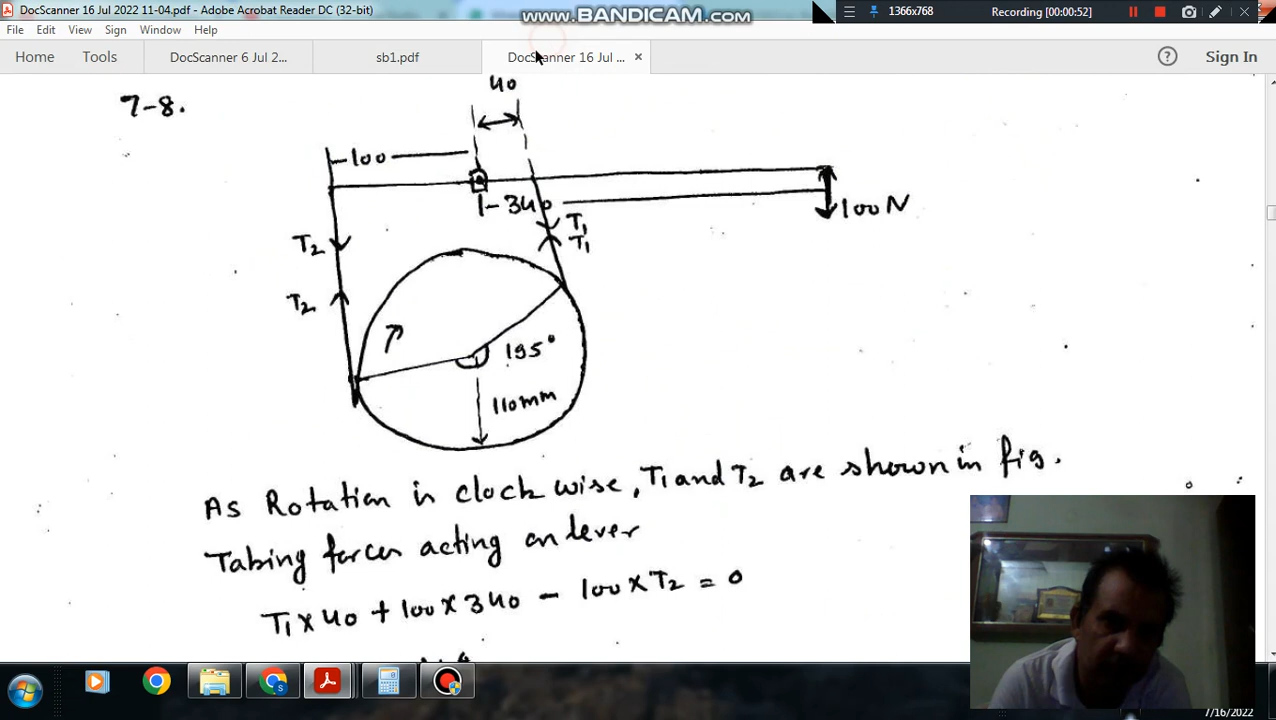 DocScanner 16 Jul 2022 11-04.pdf - Adobe Acrobat Reader DC (32-bit)
www.BANDICAM.com
1366x768
Recording [00:00:52]
File Edit View Sign Window Help
Home Tools DocScanner 6 Jul 2... sb1.pdf DocScanner 16 Jul ... × ? Sign In
7-8.
40
100
340
100N
T1
T1
T2
T2
195°
110mm
As Rotation is clock wise, T1 and T2 are shown in fig.
Taking forces acting on lever
T1 x 40 + 100 x 340 - 100 x T2 = 0
7/16/2022